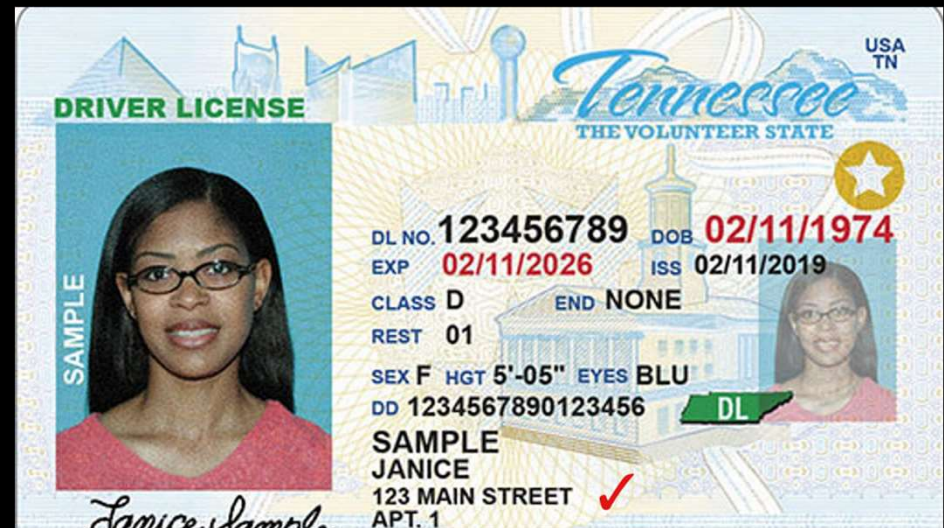 USA
TN
Tennessee
THE VOLUNTEER STATE
DRIVER LICENSE
SAMPLE
DL NO. 123456789 DOB 02/11/1974
EXP 02/11/2026 ISS 02/11/2019
CLASS D END NONE
REST 01
SEX F HGT 5'-05" EYES BLU
DD 1234567890123456
DL
SAMPLE
JANICE
123 MAIN STREET
APT. 1
Janice Sample